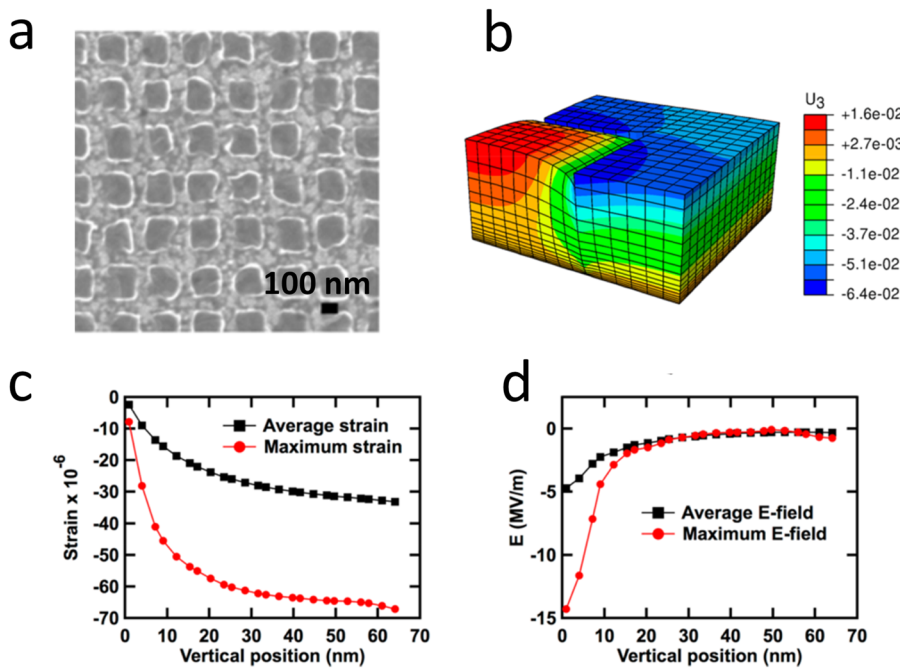 a
b
100 nm
U3
+1.6e-02
+2.7e-03
-1.1e-02
-2.4e-02
-3.7e-02
-5.1e-02
-6.4e-02
c
0
-10
-20
-30
-40
-50
-60
-70
Strain x 10-6
Average strain
Maximum strain
0 10 20 30 40 50 60 70
Vertical position (nm)
d
0
-5
-10
-15
E (MV/m)
Average E-field
Maximum E-field
0 10 20 30 40 50 60 70
Vertical position (nm)